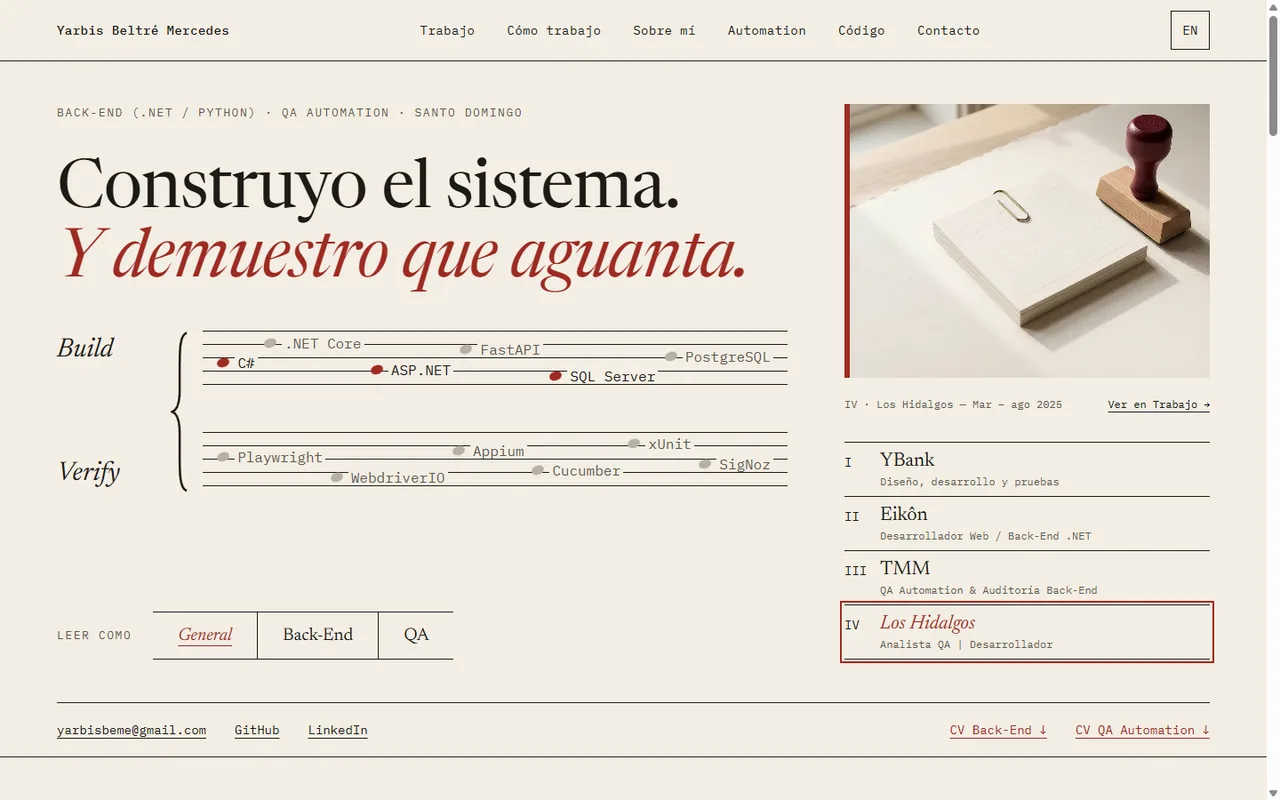 Yarbis Beltré Mercedes
Trabajo Cómo trabajo Sobre mí Automation Código Contacto
EN
BACK-END (.NET / PYTHON) · QA AUTOMATION · SANTO DOMINGO
Construyo el sistema.
Y demuestro que aguanta.
Build
.NET Core
FastAPI
PostgreSQL
C#
ASP.NET
SQL Server
Verify
Playwright
Appium
xUnit
WebdriverIO
Cucumber
SigNoz
LEER COMO
General
Back-End
QA
IV · Los Hidalgos — Mar – ago 2025
Ver en Trabajo →
I YBank
Diseño, desarrollo y pruebas
II Eikôn
Desarrollador Web / Back-End .NET
III TMM
QA Automation & Auditoría Back-End
IV Los Hidalgos
Analista QA | Desarrollador
yarbisbeme@gmail.com GitHub LinkedIn
CV Back-End ↓ CV QA Automation ↓